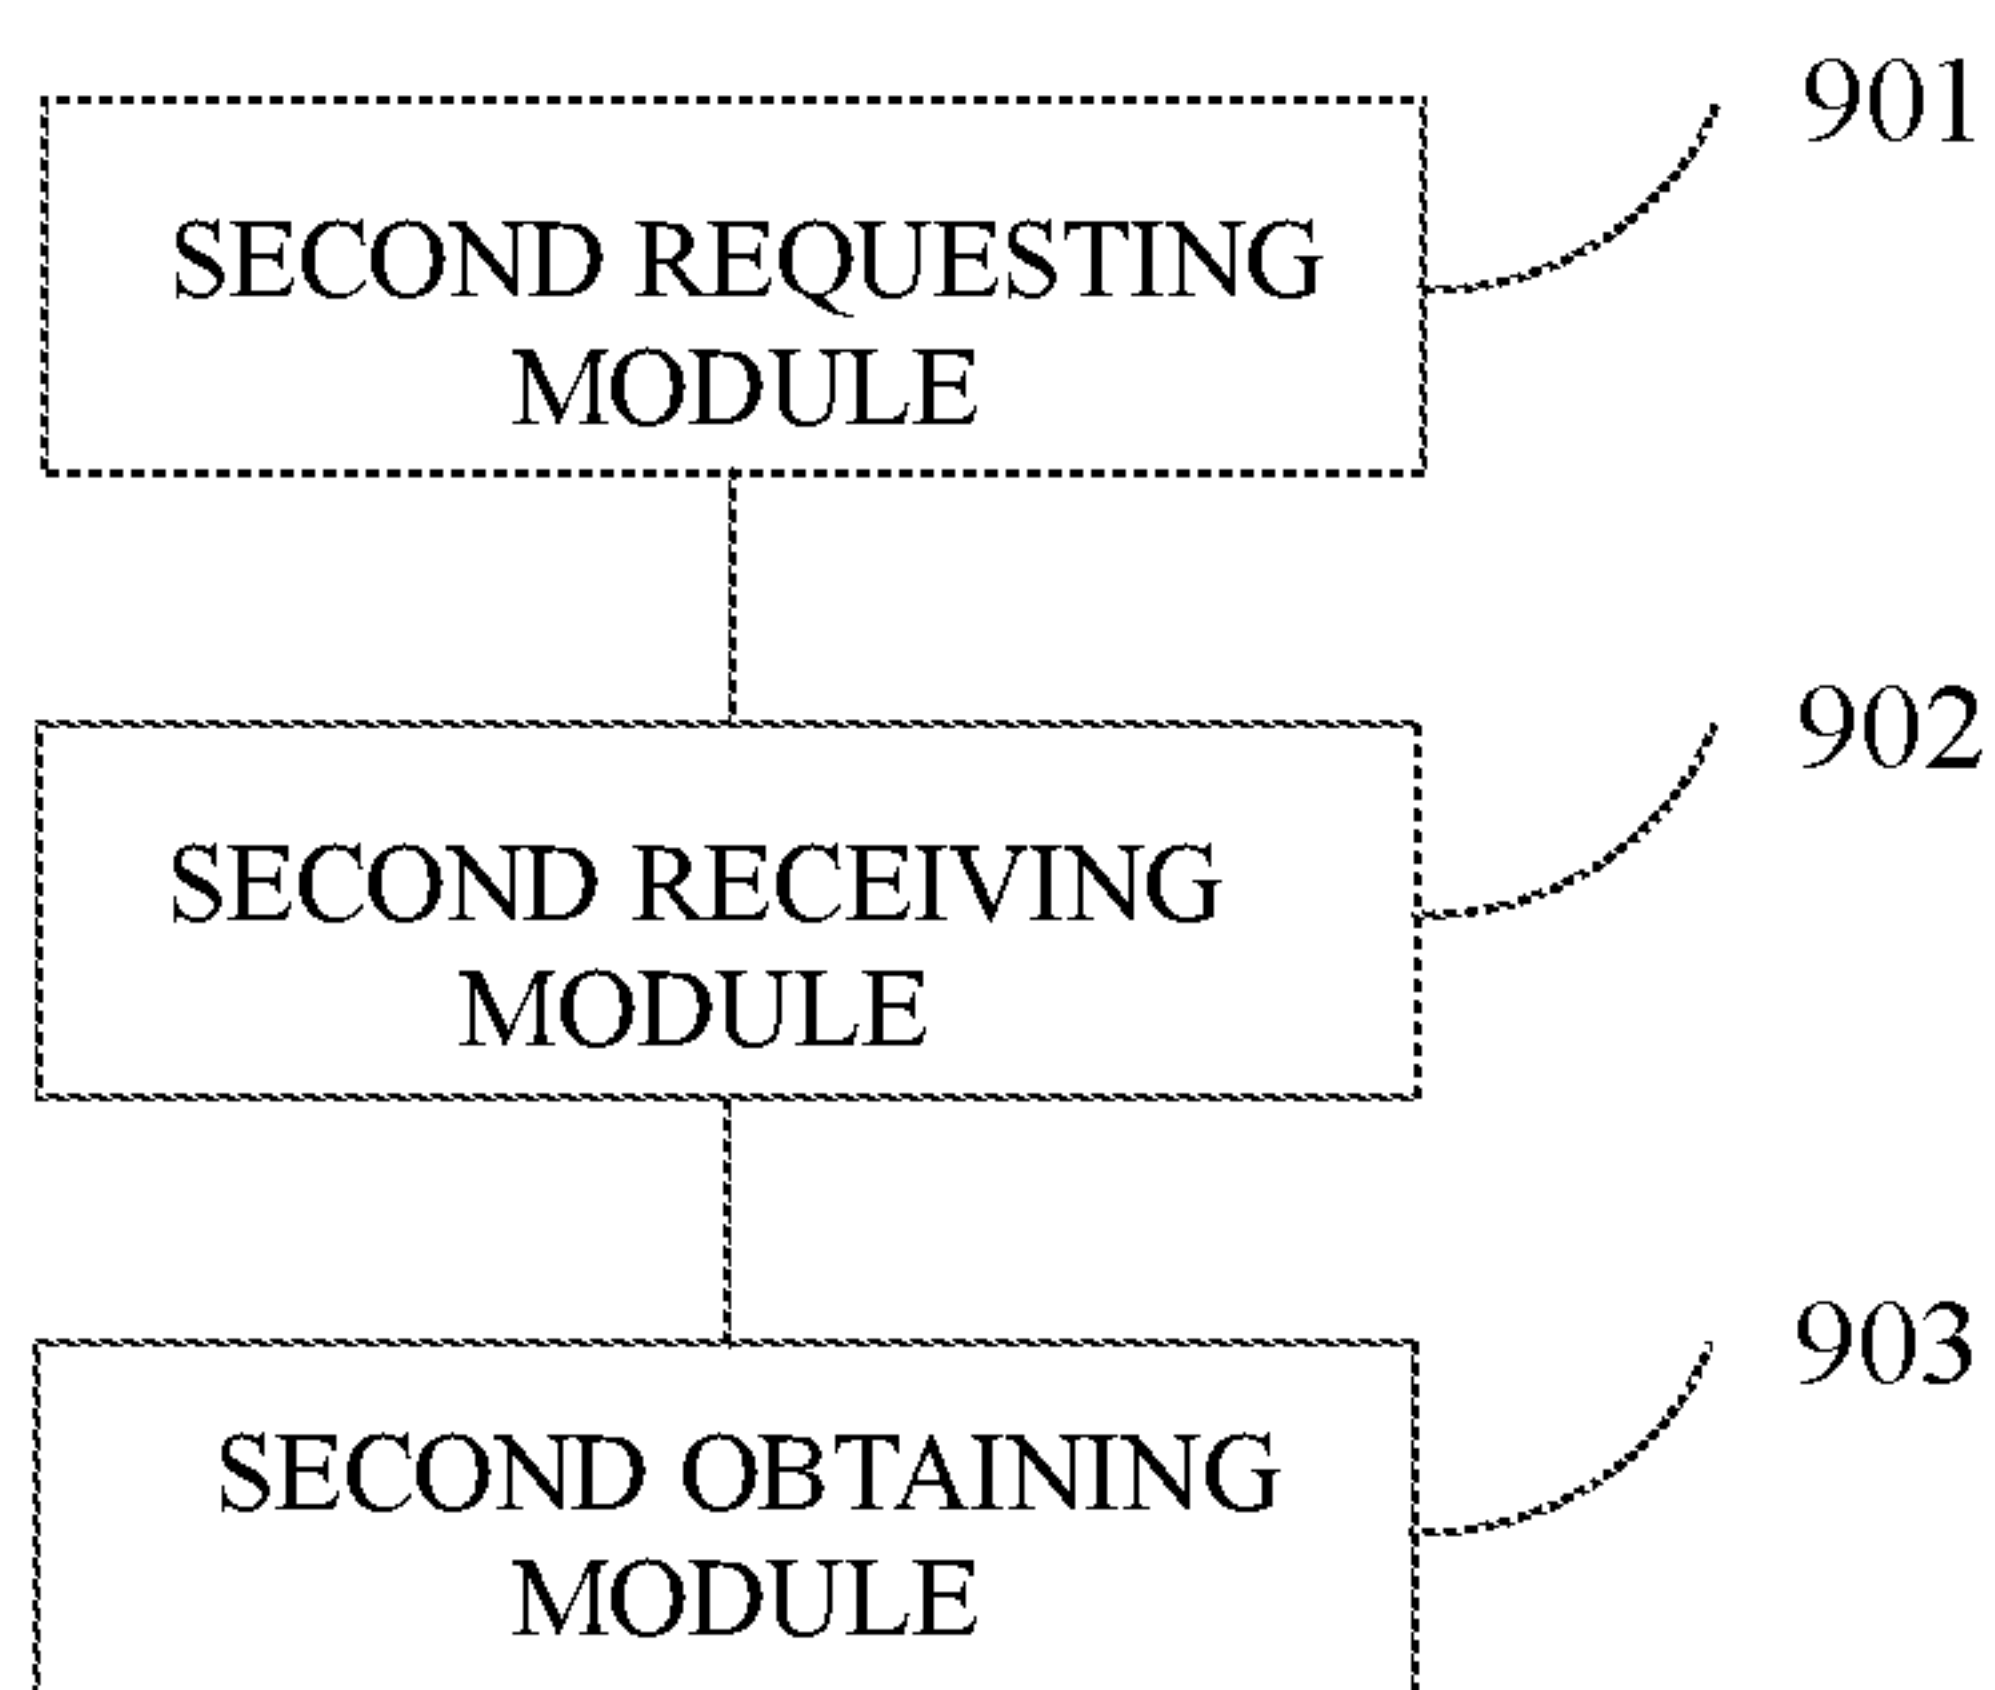 901
SECOND REQUESTING
MODULE
902
SECOND RECEIVING
MODULE
903
SECOND OBTAINING
MODULE